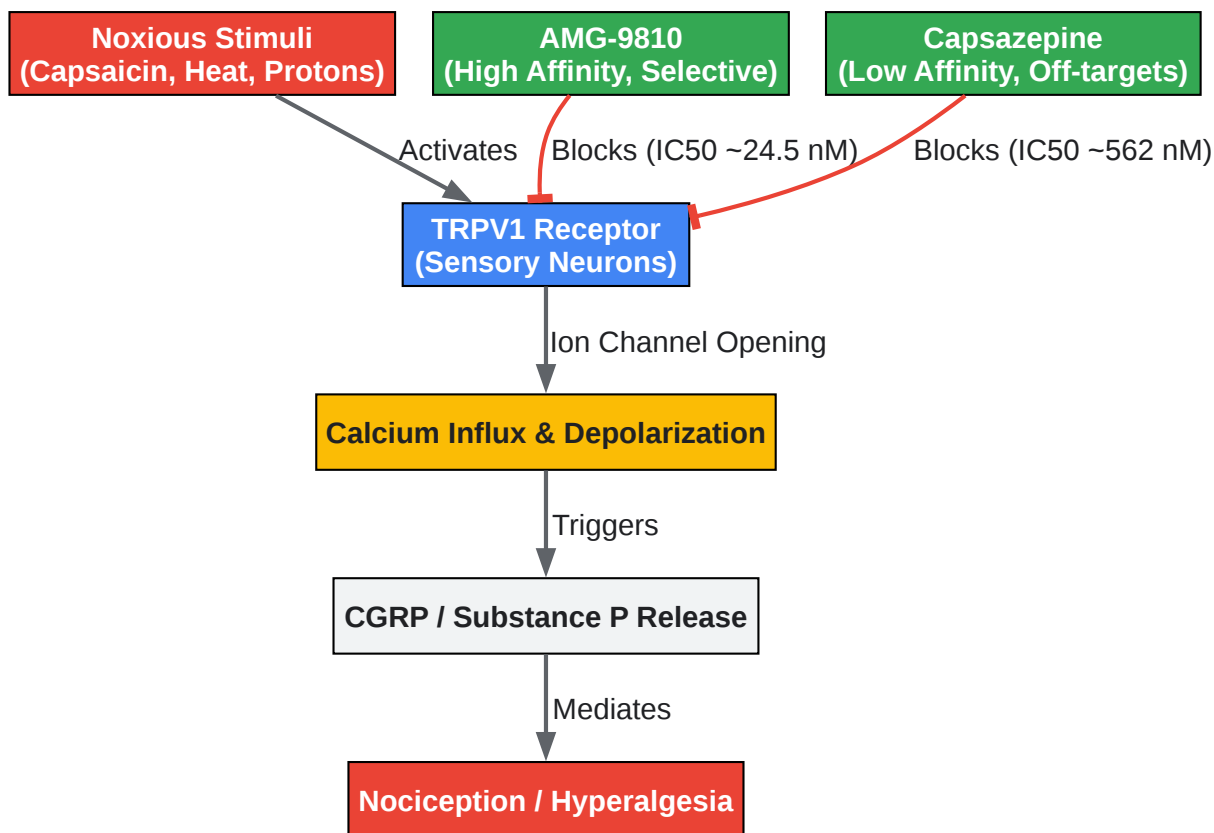 Noxious Stimuli
(Capsaicin, Heat, Protons)
AMG-9810
(High Affinity, Selective)
Capsazepine
(Low Affinity, Off-targets)
Activates
Blocks (IC50 ~24.5 nM)
Blocks (IC50 ~562 nM)
TRPV1 Receptor
(Sensory Neurons)
Ion Channel Opening
Calcium Influx & Depolarization
Triggers
CGRP / Substance P Release
Mediates
Nociception / Hyperalgesia